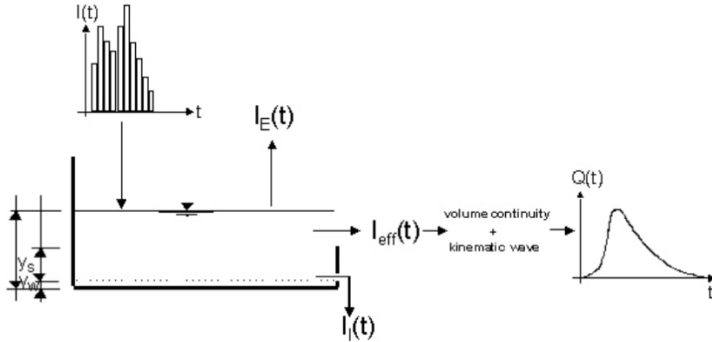 I(t)
t
I_E(t)
Q(t)
I_eff(t)
volume continuity
+
kinematic wave
y_s
y_w
I_I(t)
t